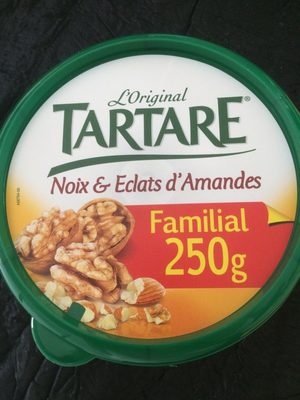 L'Original
TARTARE®
Noix & Eclats d'Amandes
Familial
250g